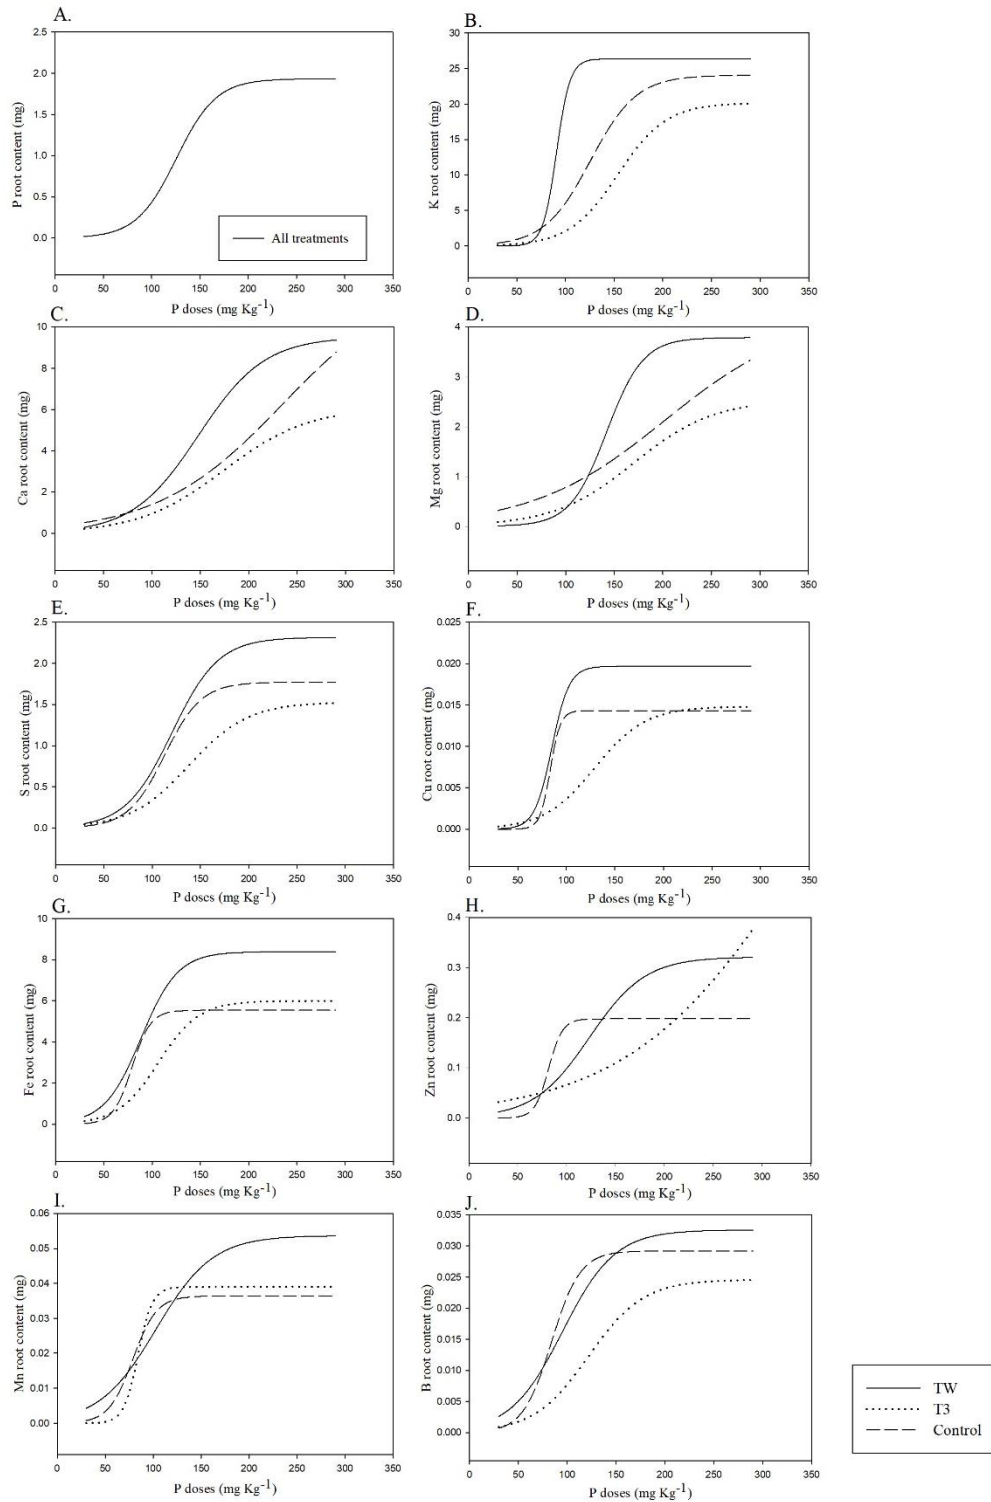 A.
2.5
2.0
1.5
1.0
0.5
0.0
P root content (mg)
All treatments
0 50 100 150 200 250 300 350
P doses (mg Kg-1)
B.
30
25
20
15
10
5
0
K root content (mg)
0 50 100 150 200 250 300 350
P doses (mg Kg-1)
C.
10
8
6
4
2
0
Ca root content (mg)
0 50 100 150 200 250 300 350
P doses (mg Kg-1)
D.
4
3
2
1
0
Mg root content (mg)
0 50 100 150 200 250 300 350
P doses (mg Kg-1)
E.
2.5
2.0
1.5
1.0
0.5
0.0
S root content (mg)
0 50 100 150 200 250 300 350
P doses (mg Kg-1)
F.
0.025
0.020
0.015
0.010
0.005
0.000
Cu root content (mg)
0 50 100 150 200 250 300 350
P doses (mg Kg-1)
G.
10
8
6
4
2
0
Fe root content (mg)
0 50 100 150 200 250 300 350
P doses (mg Kg-1)
H.
0.4
0.3
0.2
0.1
0.0
Zn root content (mg)
0 50 100 150 200 250 300 350
P doses (mg Kg-1)
I.
0.06
0.05
0.04
0.03
0.02
0.01
0.00
Mn root content (mg)
0 50 100 150 200 250 300 350
P doses (mg Kg-1)
J.
0.035
0.030
0.025
0.020
0.015
0.010
0.005
0.000
B root content (mg)
0 50 100 150 200 250 300 350
P doses (mg Kg-1)
TW
T3
Control